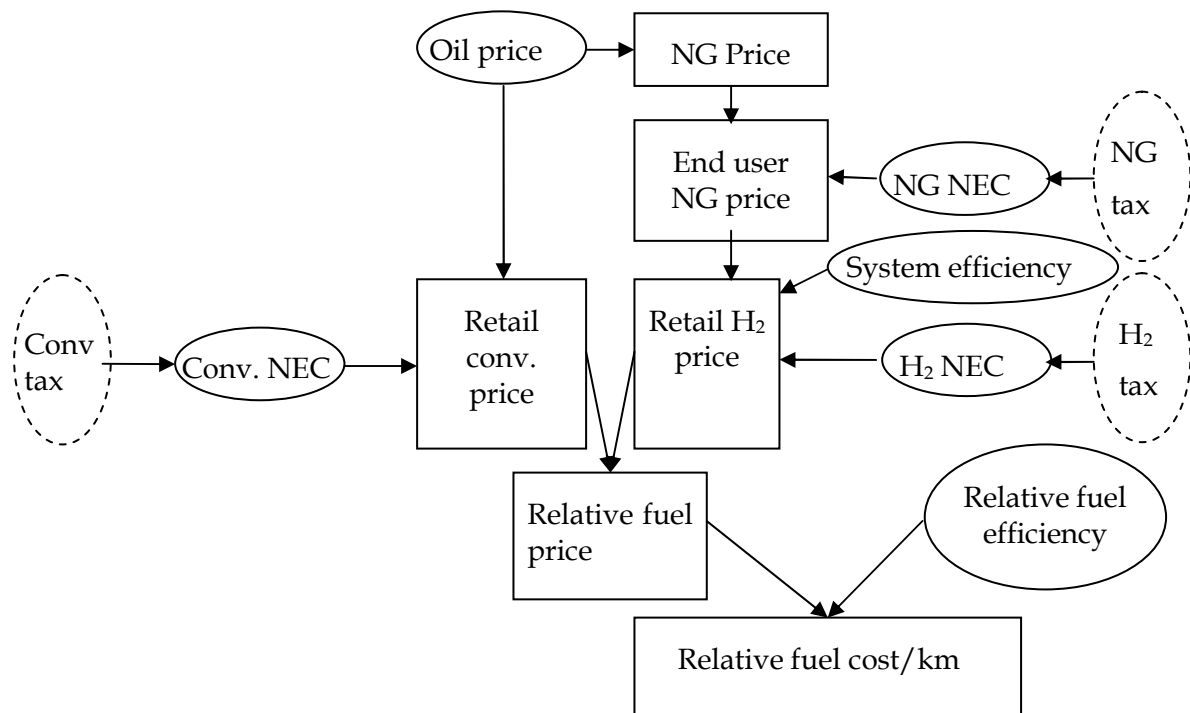 Oil price
NG Price
End user
NG price
NG NEC
NG
tax
System efficiency
Conv
tax
Conv. NEC
Retail
conv.
price
Retail H₂
price
H₂ NEC
H₂
tax
Relative fuel
price
Relative fuel
efficiency
Relative fuel cost/km